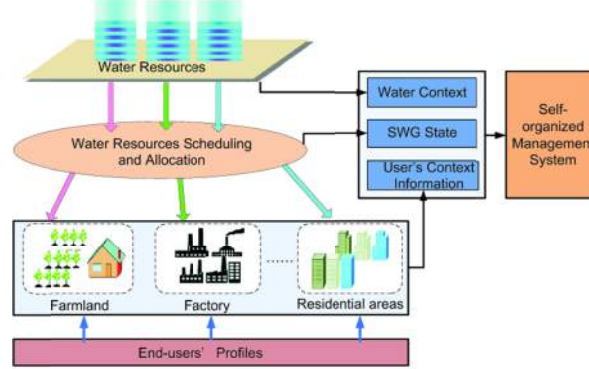 Water Resources
Water Resources Scheduling
and Allocation
Farmland
Factory
Residential areas
End-users' Profiles
Water Context
SWG State
User's Context
Information
Self-
organized
Management
System